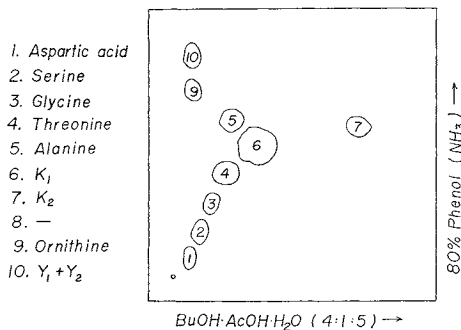 1. Aspartic acid
2. Serine
3. Glycine
4. Threonine
5. Alanine
6. K₁
7. K₂
8. —
9. Ornithine
10. Y₁ + Y₂
10
9
5
6
7
4
3
2
1
80% Phenol (NH₃) →
BuOH·AcOH·H₂O (4:1:5) →